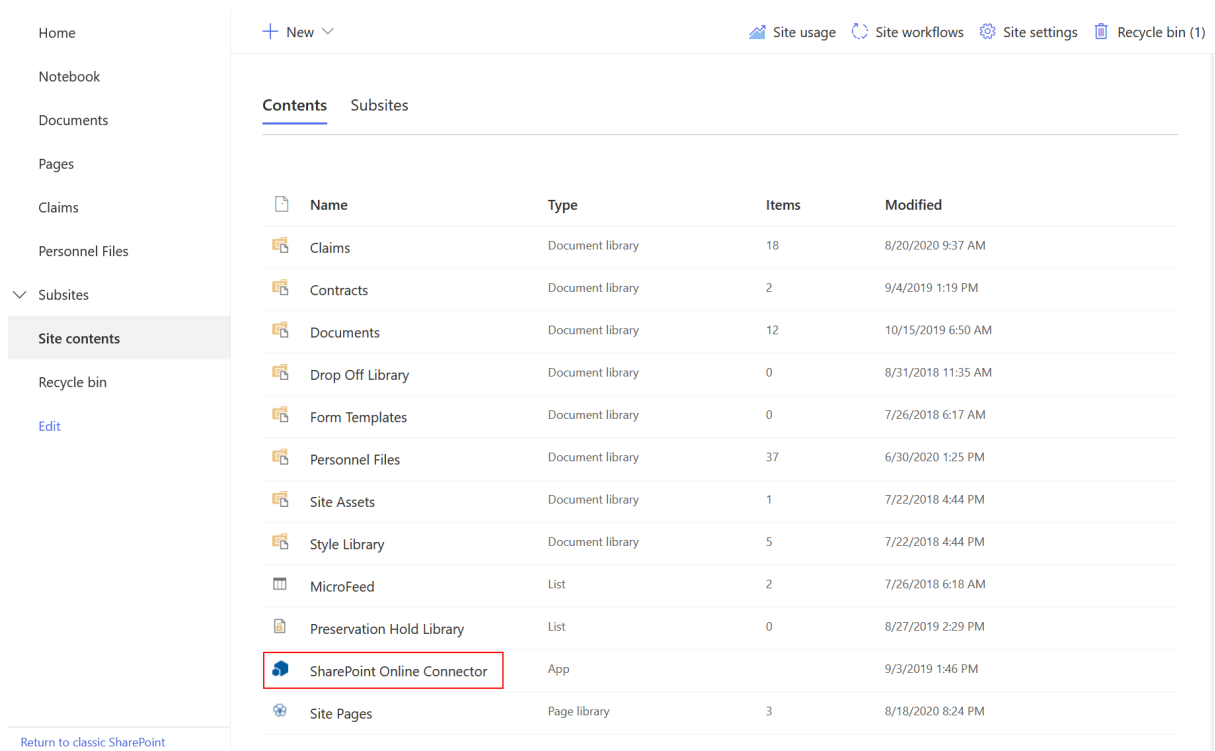 Home
Notebook
Documents
Pages
Claims
Personnel Files
Subsites
Site contents
Recycle bin
Edit
Return to classic SharePoint
New
Site usage
Site workflows
Site settings
Recycle bin (1)
Contents Subsites
Name Type Items Modified
Claims Document library 18 8/20/2020 9:37 AM
Contracts Document library 2 9/4/2019 1:19 PM
Documents Document library 12 10/15/2019 6:50 AM
Drop Off Library Document library 0 8/31/2018 11:35 AM
Form Templates Document library 0 7/26/2018 6:17 AM
Personnel Files Document library 37 6/30/2020 1:25 PM
Site Assets Document library 1 7/22/2018 4:44 PM
Style Library Document library 5 7/22/2018 4:44 PM
MicroFeed List 2 7/26/2018 6:18 AM
Preservation Hold Library List 0 8/27/2019 2:29 PM
SharePoint Online Connector App 9/3/2019 1:46 PM
Site Pages Page library 3 8/18/2020 8:24 PM